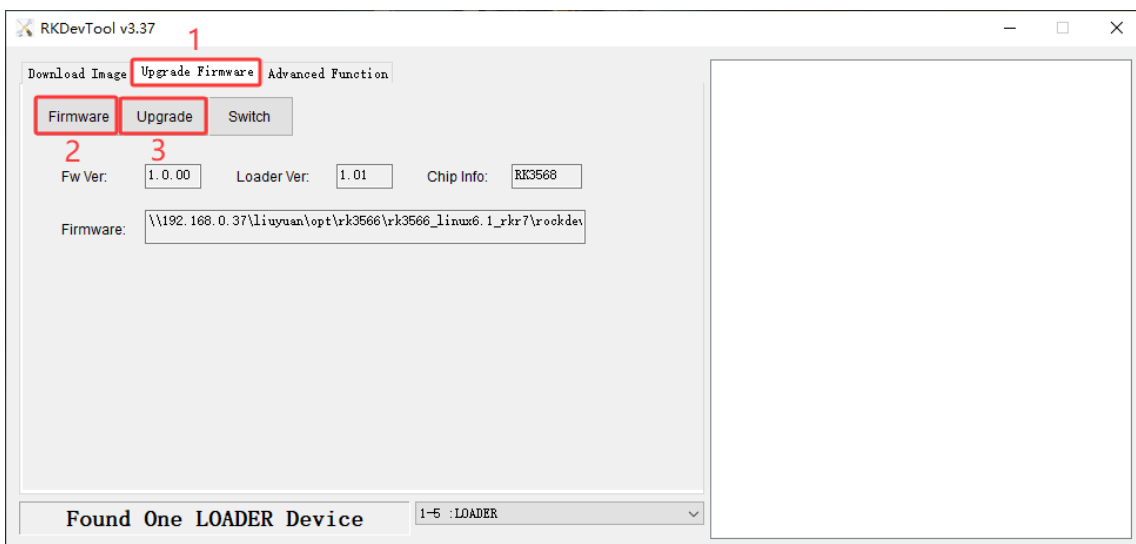 RKDevTool v3.37
1
Download Image Upgrade Firmware Advanced Function
Firmware Upgrade Switch
2 3
Fw Ver: 1.0.00 Loader Ver: 1.01 Chip Info: RK3568
Firmware: \\192.168.0.37\liuyuan\opt\rk3566\rk3566_linux6.1_rkr7\rockdev
Found One LOADER Device 1-5 :LOADER